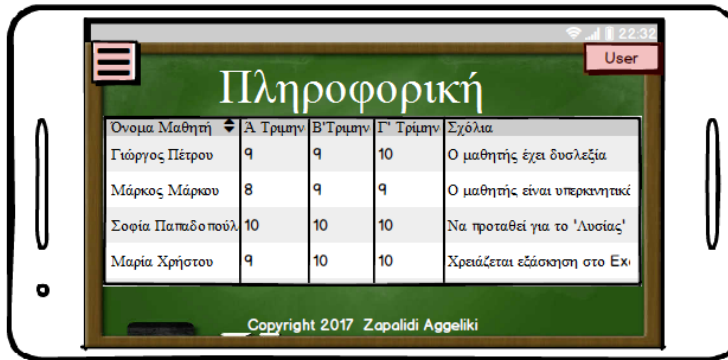 22:32
User
Πληροφορική
Όνομα Μαθητή Ά Τριμην Β'Τριμην Γ' Τρίμην Σχόλια
Γιώργος Πέτρου 9 9 10 Ο μαθητής έχει δυσλεξία
Μάρκος Μάρκου 8 9 9 Ο μαθητής είναι υπερκινητικό
Σοφία Παπαδοπούλ 10 10 10 Να προταθεί για το 'Λυσίας'
Μαρία Χρήστου 9 10 10 Χρειάζεται εξάσκηση στο Exc
Copyright 2017 Zapalidi Aggeliki